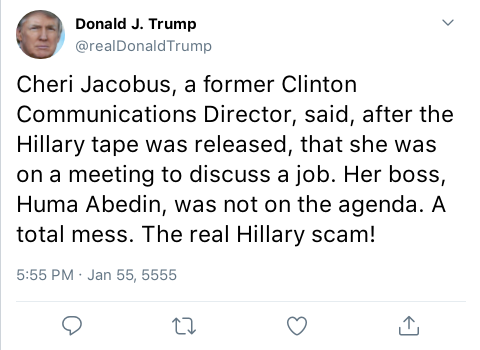 Donald J. Trump
@realDonaldTrump
Cheri Jacobus, a former Clinton
Communications Director, said, after the
Hillary tape was released, that she was
on a meeting to discuss a job. Her boss,
Huma Abedin, was not on the agenda. A
total mess. The real Hillary scam!
5:55 PM · Jan 55, 5555